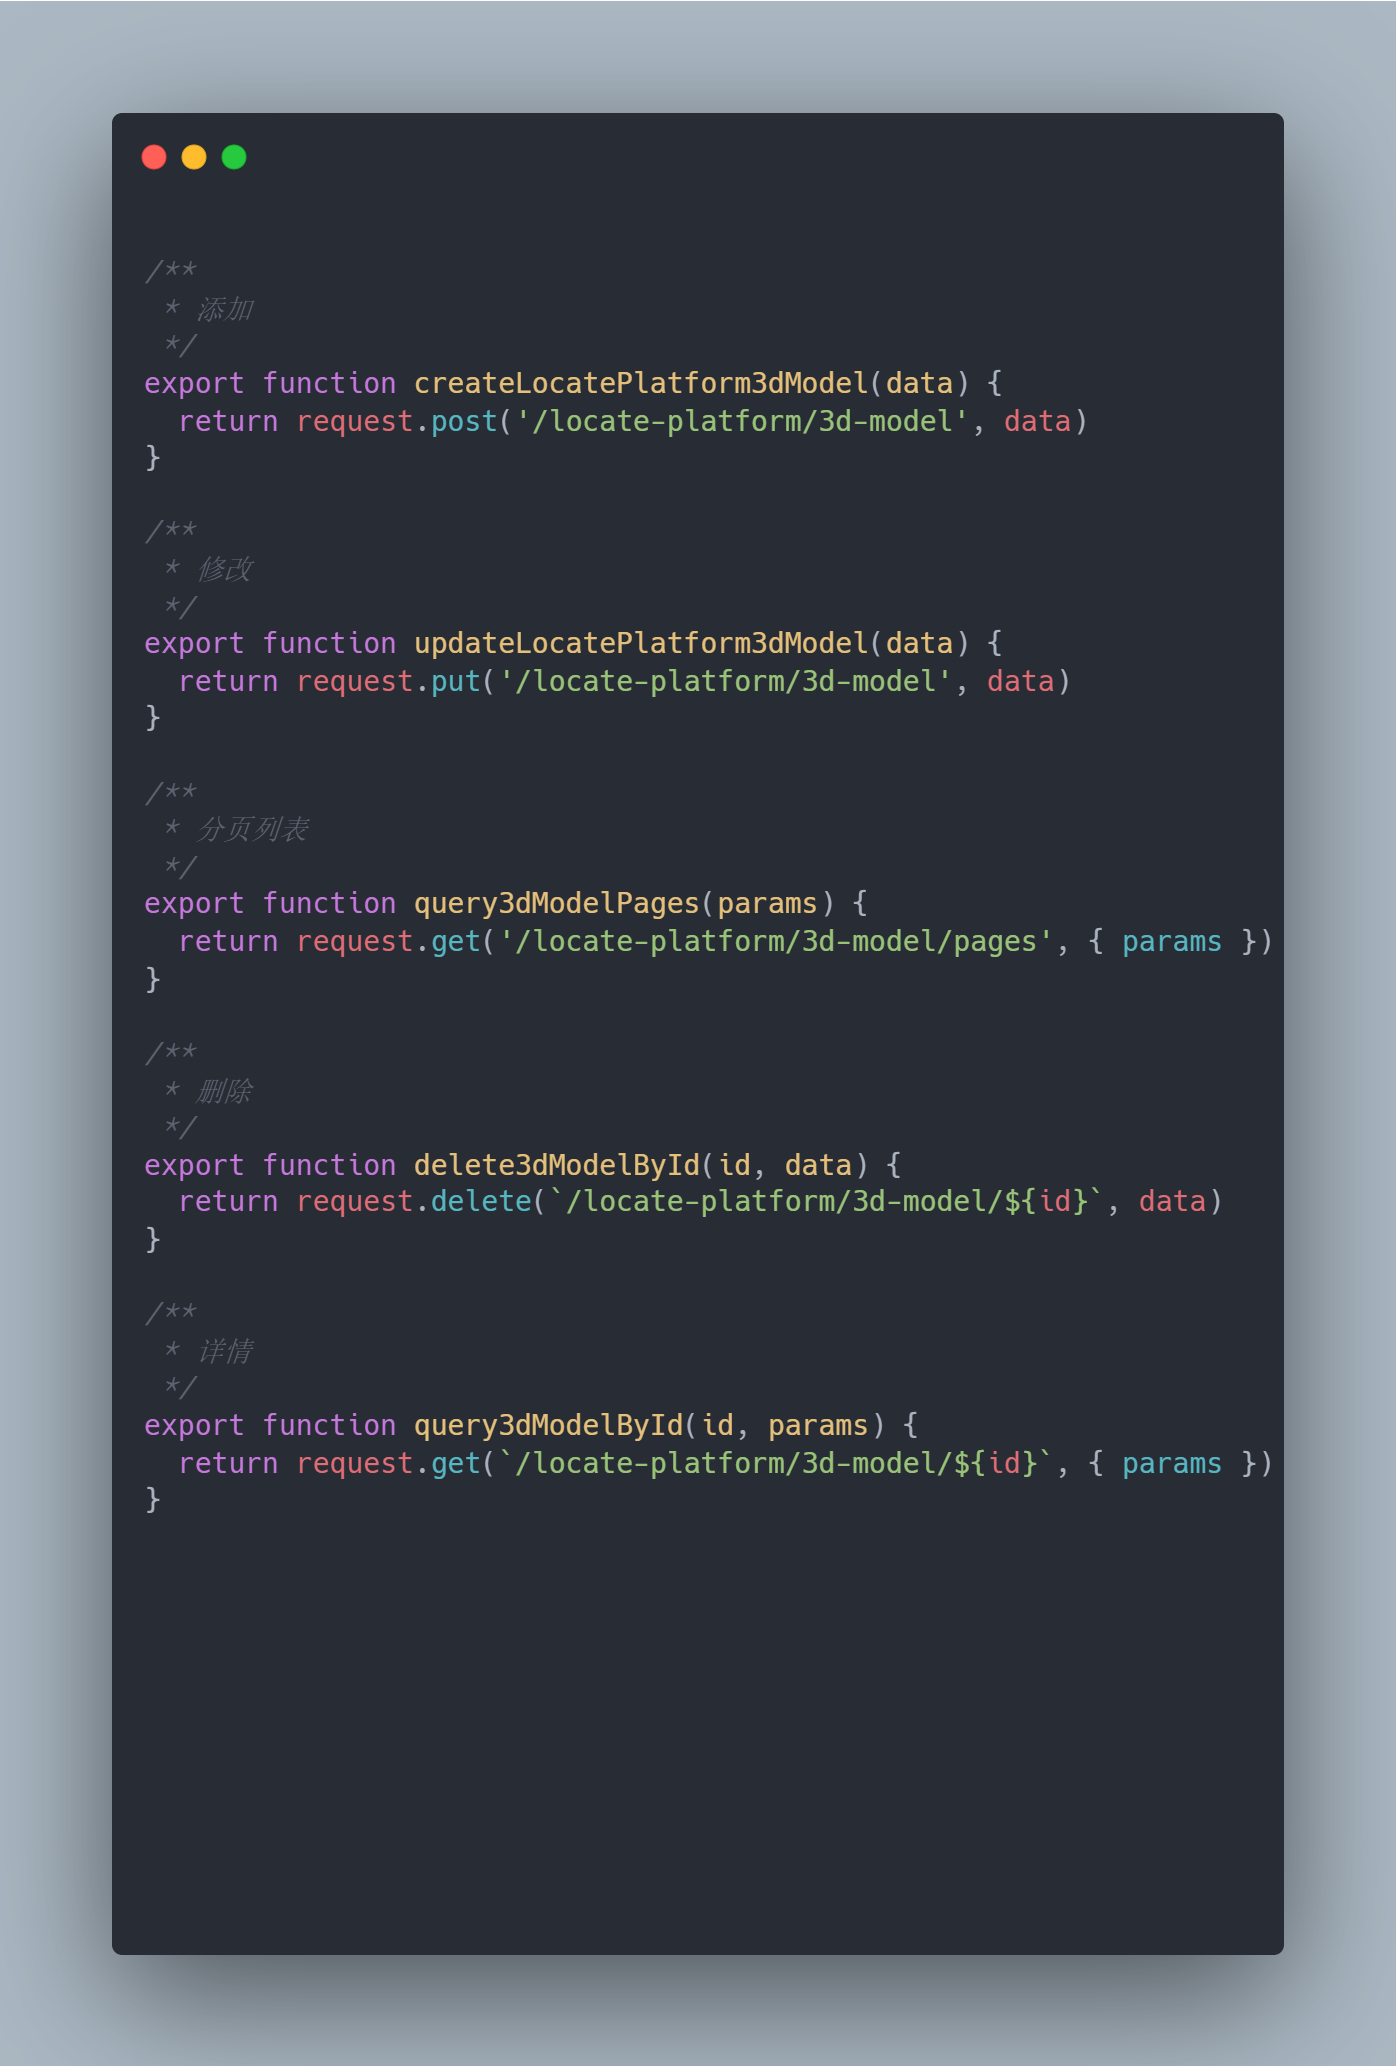 /**
 * 添加
 */
export function createLocatePlatform3dModel(data) {
  return request.post('/locate-platform/3d-model', data)
}

/**
 * 修改
 */
export function updateLocatePlatform3dModel(data) {
  return request.put('/locate-platform/3d-model', data)
}

/**
 * 分页列表
 */
export function query3dModelPages(params) {
  return request.get('/locate-platform/3d-model/pages', { params })
}

/**
 * 删除
 */
export function delete3dModelById(id, data) {
  return request.delete(`/locate-platform/3d-model/${id}`, data)
}

/**
 * 详情
 */
export function query3dModelById(id, params) {
  return request.get(`/locate-platform/3d-model/${id}`, { params })
}